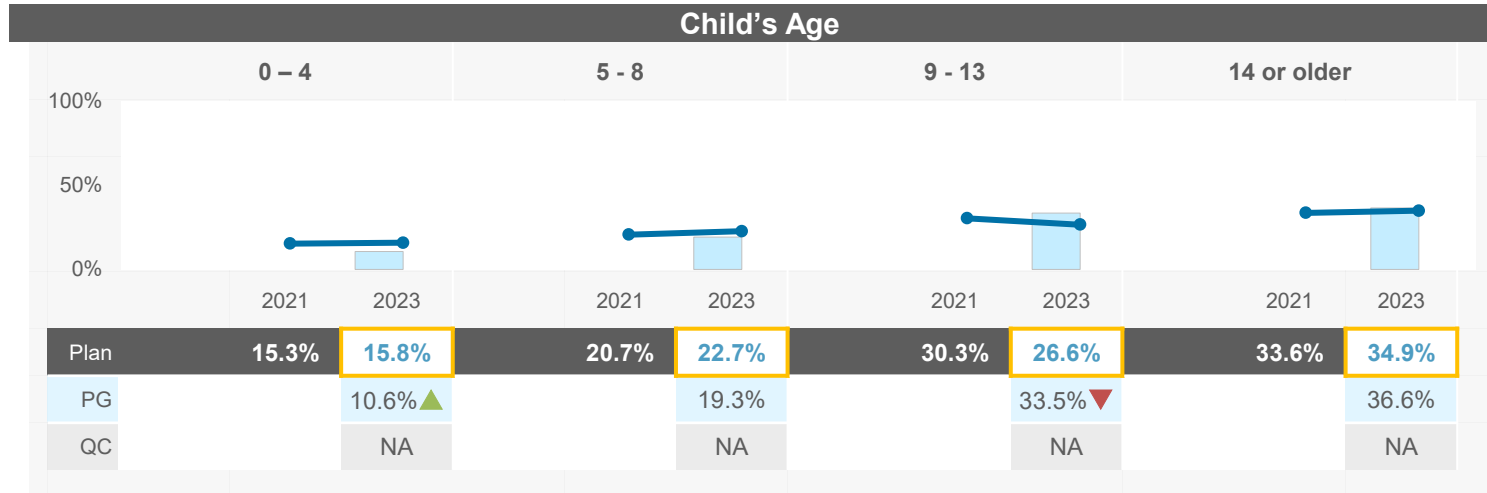 Child’s Age
0 – 4 5 - 8 9 - 13 14 or older
100%
50%
0%
2021 2023 2021 2023 2021 2023 2021 2023
Plan 15.3% 15.8% 20.7% 22.7% 30.3% 26.6% 33.6% 34.9%
PG 10.6% 19.3% 33.5% 36.6%
QC NA NA NA NA